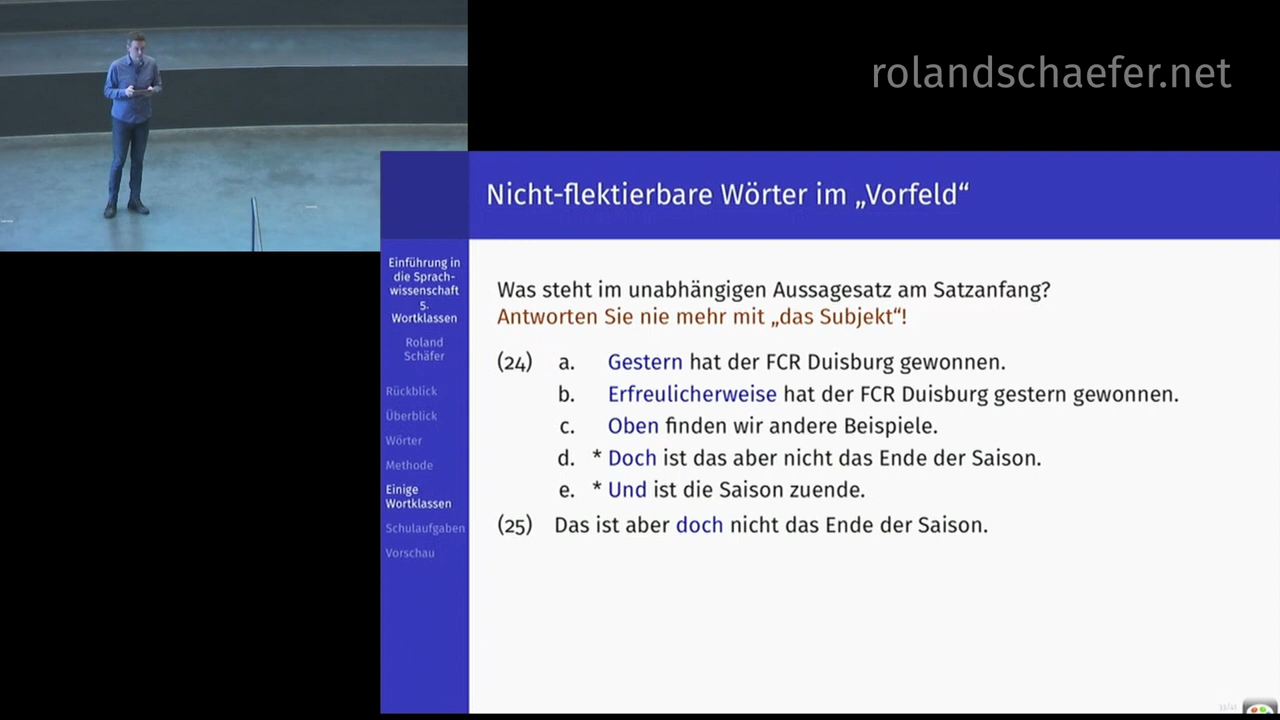 rolandschaefer.net
Nicht-flektierbare Wörter im „Vorfeld“
Einführung in
die Sprach-
wissenschaft
5.
Wortklassen
Roland
Schäfer
Rückblick
Überblick
Wörter
Methode
Einige
Wortklassen
Schulaufgaben
Vorschau
Was steht im unabhängigen Aussagesatz am Satzanfang?
Antworten Sie nie mehr mit „das Subjekt“!
(24) a. Gestern hat der FCR Duisburg gewonnen.
b. Erfreulicherweise hat der FCR Duisburg gestern gewonnen.
c. Oben finden wir andere Beispiele.
d. * Doch ist das aber nicht das Ende der Saison.
e. * Und ist die Saison zuende.
(25) Das ist aber doch nicht das Ende der Saison.